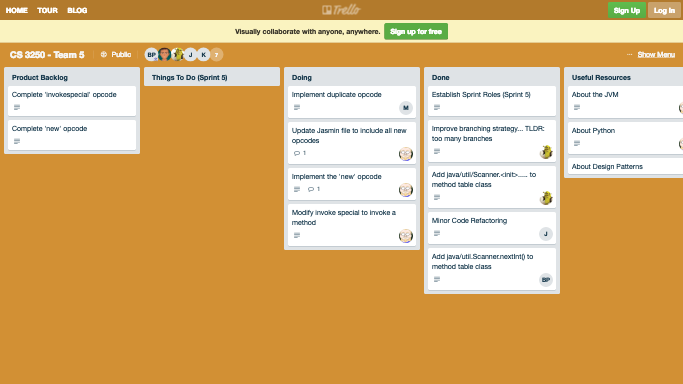 HOME TOUR BLOG
Trello
Sign Up Log In
Visually collaborate with anyone, anywhere. Sign up for free
CS 3250 - Team 5 Public BP J K 7 ··· Show Menu
Product Backlog
Complete 'invokespecial' opcode
Complete 'new' opcode
Things To Do (Sprint 5)
Doing
Implement duplicate opcode
M
Update Jasmin file to include all new
opcodes
1
Implement the 'new' opcode
1
Modify invoke special to invoke a
method
Done
Establish Sprint Roles (Sprint 5)
Improve branching strategy... TLDR:
too many branches
Add java/util/Scanner.<init>..... to
method table class
Minor Code Refactoring
J
Add java/util.Scanner.nextInt() to
method table class
BP
Useful Resources
About the JVM
About Python
About Design Patterns